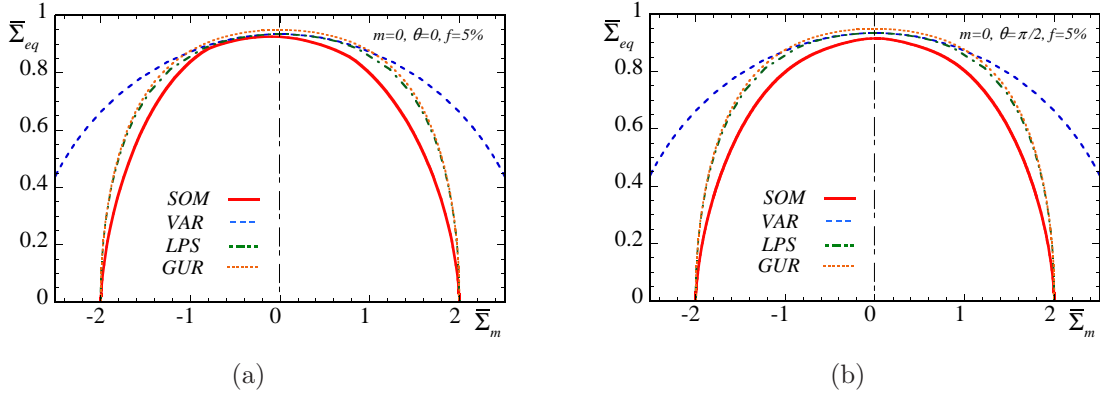 Σ̅eq
1
0.8
0.6
0.4
0.2
0
m=0, θ=0, f=5%
SOM
VAR
LPS
GUR
-2 -1 0 1 2 Σ̅m
(a)
Σ̅eq
1
0.8
0.6
0.4
0.2
0
m=0, θ=π/2, f=5%
SOM
VAR
LPS
GUR
-2 -1 0 1 2 Σ̅m
(b)